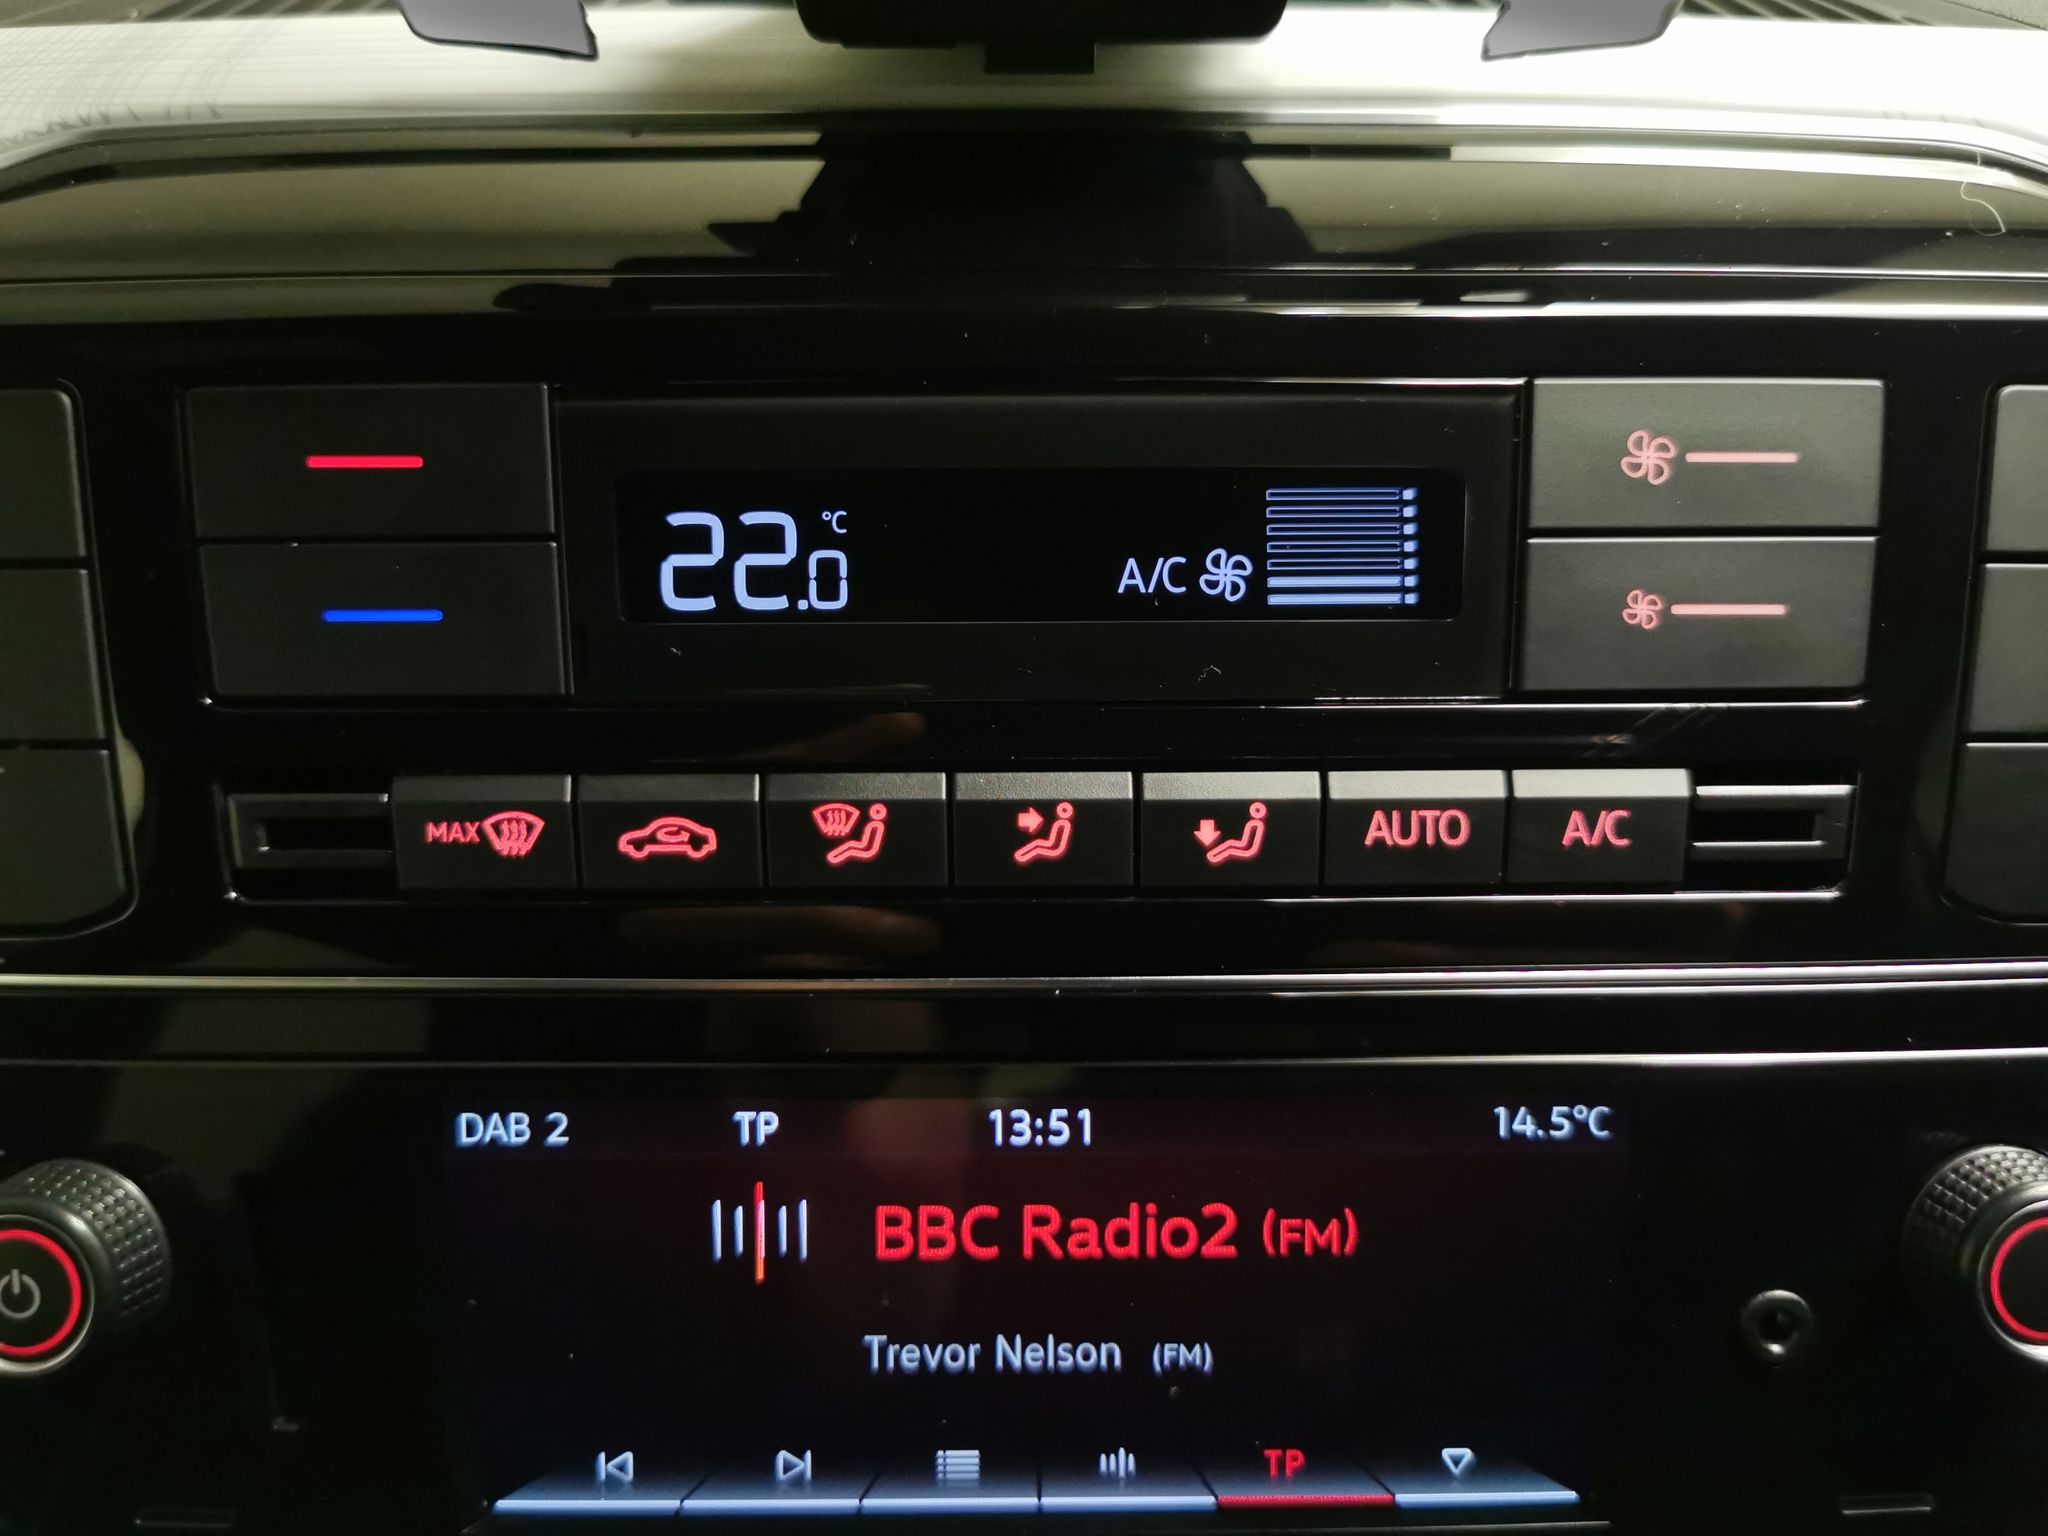 22.0 °C
A/C
MAX
AUTO
A/C
DAB 2
TP
13:51
14.5°C
BBC Radio2 (FM)
Trevor Nelson (FM)
TP